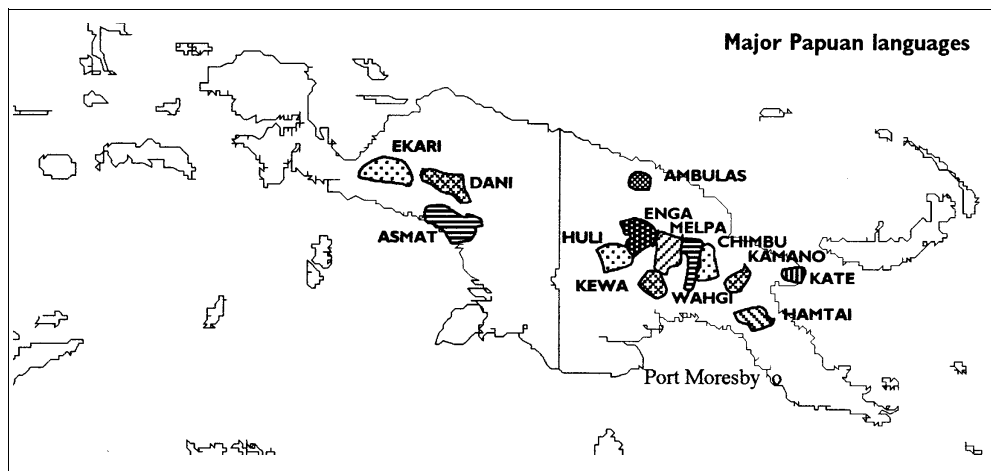 Major Papuan languages
EKARI
DANI
AMBULAS
ASMAT
ENGA
MELPA
HULI
CHIMBU
KAMANO
KEWA
KATE
WAHGI
HAMTAI
Port Moresby o